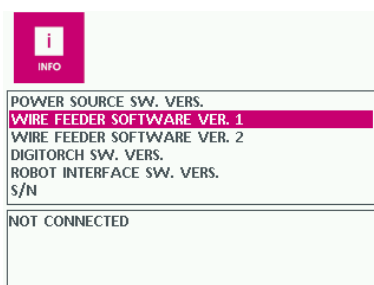 i
INFO
POWER SOURCE SW. VERS.
WIRE FEEDER SOFTWARE VER. 1
WIRE FEEDER SOFTWARE VER. 2
DIGITORCH SW. VERS.
ROBOT INTERFACE SW. VERS.
S/N
NOT CONNECTED